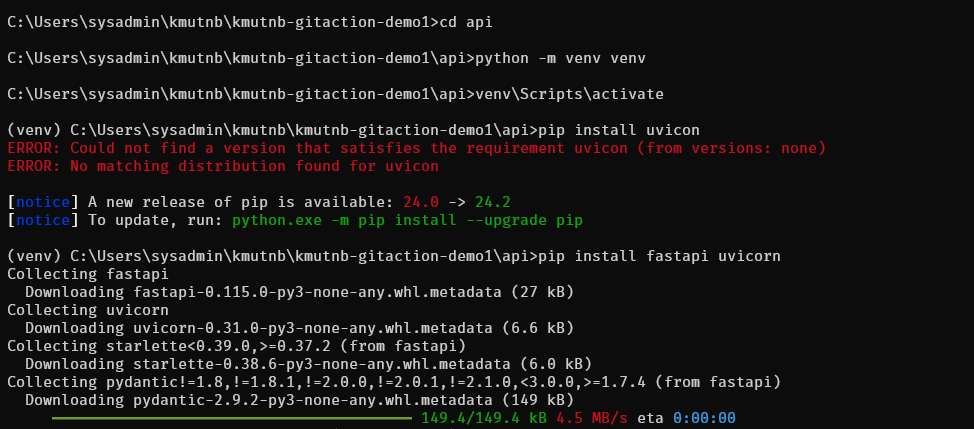 C:\Users\sysadmin\kmutnb\kmutnb-gitaction-demo1>cd api
C:\Users\sysadmin\kmutnb\kmutnb-gitaction-demo1\api>python -m venv venv
C:\Users\sysadmin\kmutnb\kmutnb-gitaction-demo1\api>venv\Scripts\activate
(venv) C:\Users\sysadmin\kmutnb\kmutnb-gitaction-demo1\api>pip install uvicon
ERROR: Could not find a version that satisfies the requirement uvicon (from versions: none)
ERROR: No matching distribution found for uvicon
[notice] A new release of pip is available: 24.0 -> 24.2
[notice] To update, run: python.exe -m pip install --upgrade pip
(venv) C:\Users\sysadmin\kmutnb\kmutnb-gitaction-demo1\api>pip install fastapi uvicorn
Collecting fastapi
  Downloading fastapi-0.115.0-py3-none-any.whl.metadata (27 kB)
Collecting uvicorn
  Downloading uvicorn-0.31.0-py3-none-any.whl.metadata (6.6 kB)
Collecting starlette<0.39.0,>=0.37.2 (from fastapi)
  Downloading starlette-0.38.6-py3-none-any.whl.metadata (6.0 kB)
Collecting pydantic!=1.8,!=1.8.1,!=2.0.0,!=2.0.1,!=2.1.0,<3.0.0,>=1.7.4 (from fastapi)
  Downloading pydantic-2.9.2-py3-none-any.whl.metadata (149 kB)
149.4/149.4 kB 4.5 MB/s eta 0:00:00